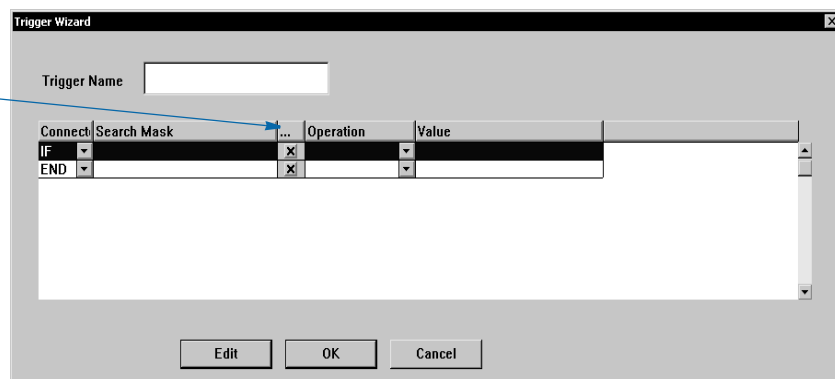 Trigger Wizard
Trigger Name
Connect Search Mask ... Operation Value
IF
END
Edit OK Cancel